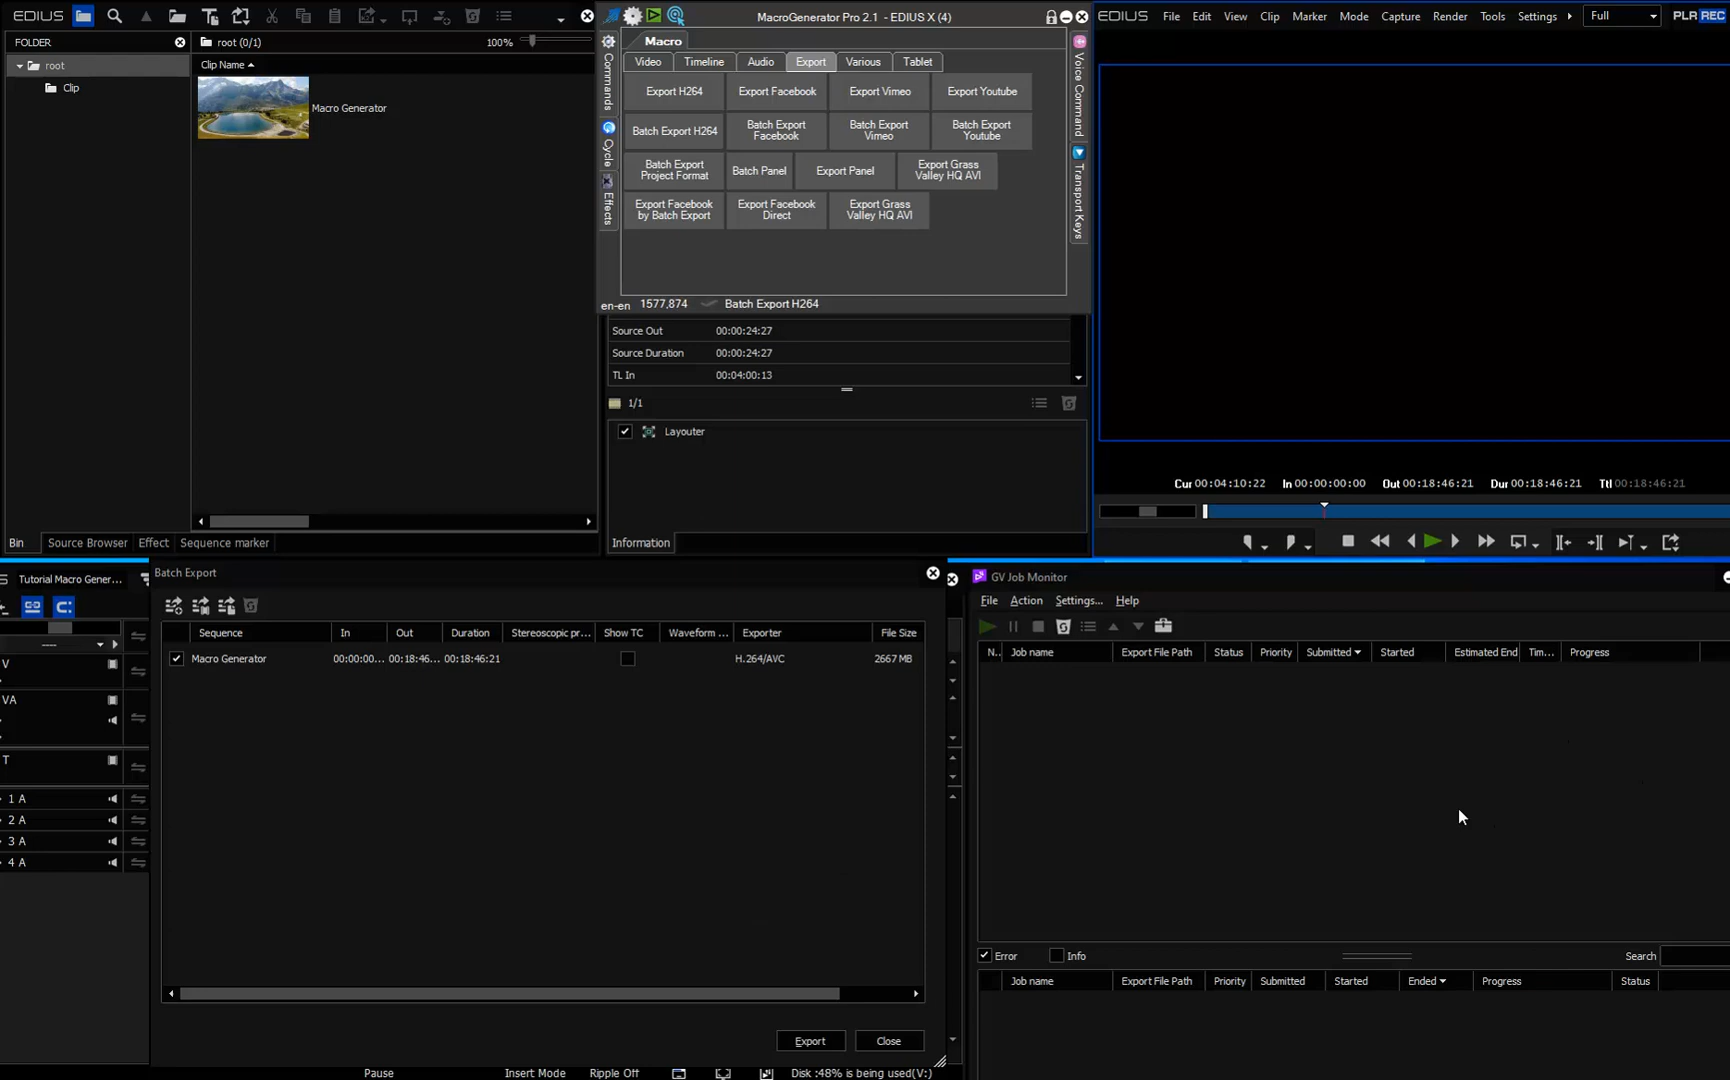 EDIUS
FOLDER
root
Clip
root (0/1)
100%
Clip Name
Macro Generator
Bin
Source Browser
Effect
Sequence marker
MacroGenerator Pro 2.1 - EDIUS X (4)
Macro
Video
Timeline
Audio
Export
Various
Tablet
Commands
Cycle
Effects
Export H264
Export Facebook
Export Vimeo
Export Youtube
Batch Export H264
Batch Export
Facebook
Batch Export
Vimeo
Batch Export
Youtube
Batch Export
Project Format
Batch Panel
Export Panel
Export Grass
Valley HQ AVI
Export Facebook
by Batch Export
Export Facebook
Direct
Export Grass
Valley HQ AVI
Voice Command
Transport Keys
en-en
1577,874
Batch Export H264
Source Out 00:00:24:27
Source Duration 00:00:24:27
TL In 00:04:00:13
1/1
Layouter
Information
EDIUS
File
Edit
View
Clip
Marker
Mode
Capture
Render
Tools
Settings
Full
PLR REC
Cur 00:04:10:22
In 00:00:00:00
Out 00:18:46:21
Dur 00:18:46:21
Ttl 00:18:46:21
Tutorial Macro Gener...
----
V
VA
T
1 A
2 A
3 A
4 A
Batch Export
Sequence
In
Out
Duration
Stereoscopic pr...
Show TC
Waveform ...
Exporter
File Size
Macro Generator
00:00:00...
00:18:46...
00:18:46:21
H.264/AVC
2667 MB
Export
Close
Pause
Insert Mode
Ripple Off
Disk :48% is being used(V:)
GV Job Monitor
File
Action
Settings...
Help
N..
Job name
Export File Path
Status
Priority
Submitted
Started
Estimated End
Tim...
Progress
Error
Info
Search
Job name
Export File Path
Priority
Submitted
Started
Ended
Progress
Status